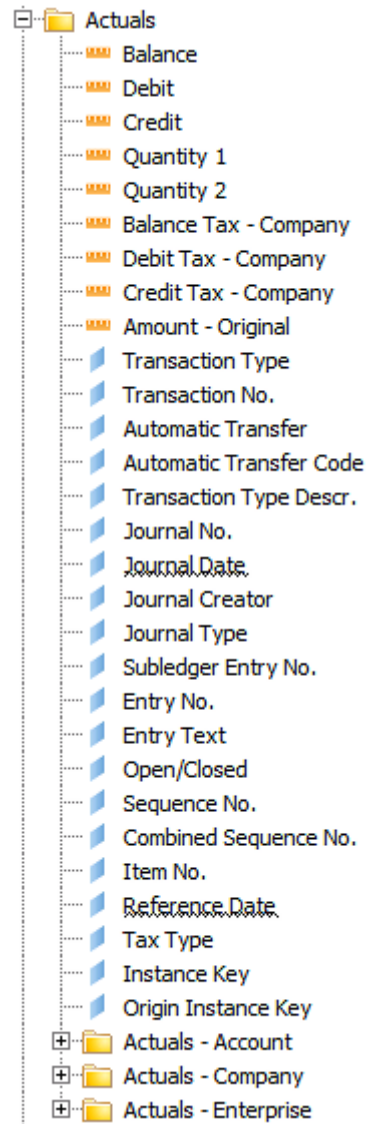 Actuals
Balance
Debit
Credit
Quantity 1
Quantity 2
Balance Tax - Company
Debit Tax - Company
Credit Tax - Company
Amount - Original
Transaction Type
Transaction No.
Automatic Transfer
Automatic Transfer Code
Transaction Type Descr.
Journal No.
Journal Date
Journal Creator
Journal Type
Subledger Entry No.
Entry No.
Entry Text
Open/Closed
Sequence No.
Combined Sequence No.
Item No.
Reference Date
Tax Type
Instance Key
Origin Instance Key
Actuals - Account
Actuals - Company
Actuals - Enterprise